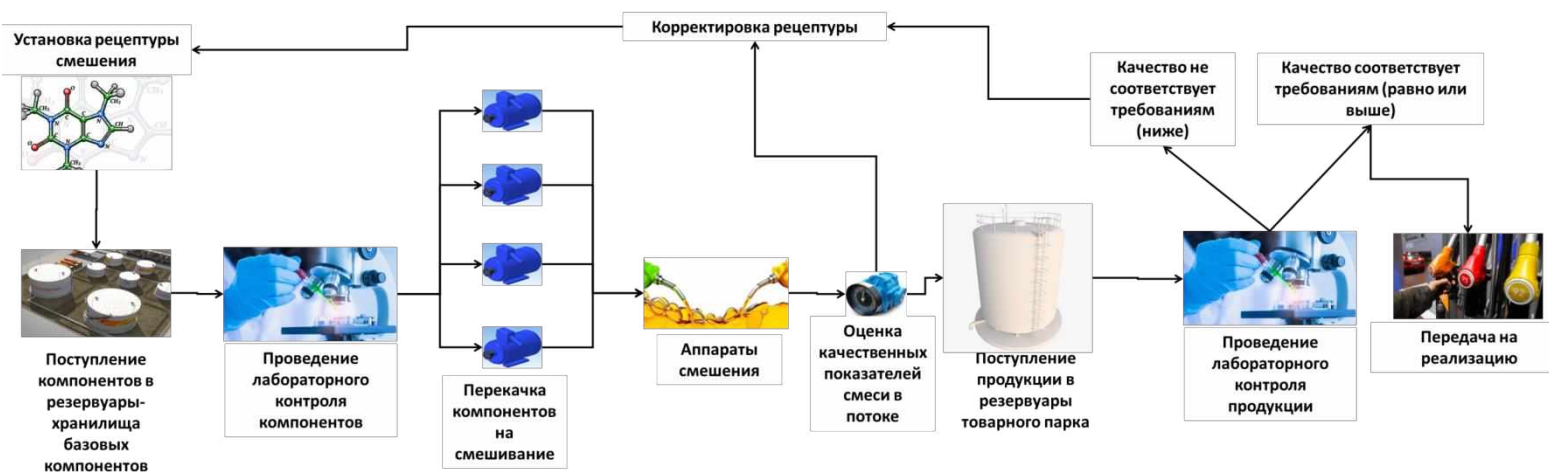 Установка рецептуры
смешения
Корректировка рецептуры
Качество не
соответствует
требованиям
(ниже)
Качество соответствует
требованиям (равно или
выше)
Поступление
компонентов в
резервуары-
хранилища
базовых
компонентов
Проведение
лабораторного
контроля
компонентов
Перекачка
компонентов
на
смешивание
Аппараты
смешения
Оценка
качественных
показателей
смеси в
потоке
Поступление
продукции в
резервуары
товарного парка
Проведение
лабораторного
контроля
продукции
Передача на
реализацию